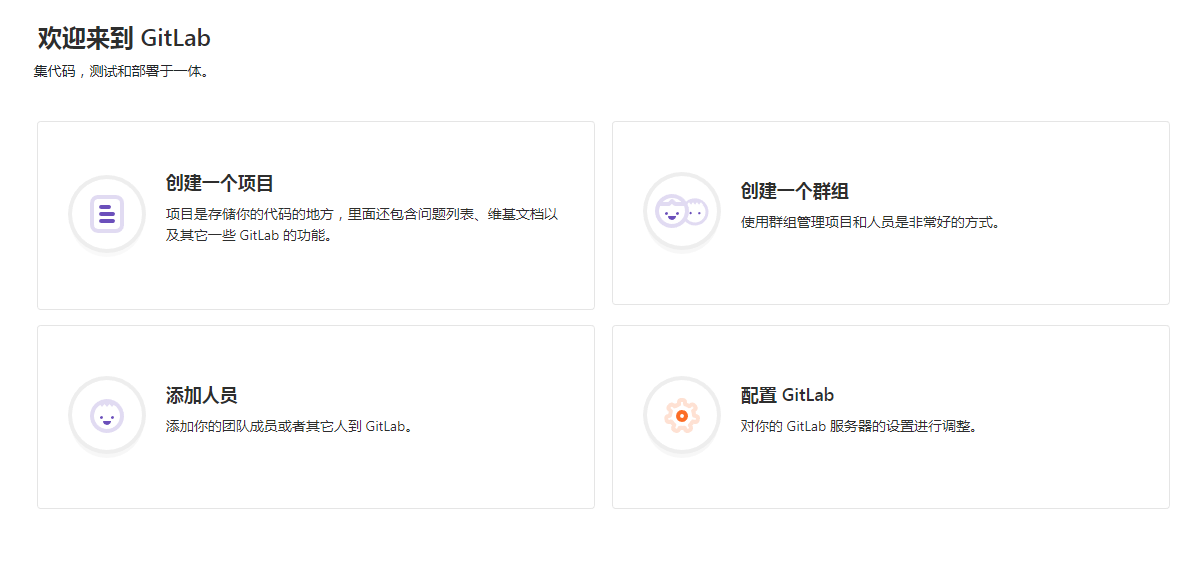 欢迎来到 GitLab
集代码，测试和部署于一体。
创建一个项目
项目是存储你的代码的地方，里面还包含问题列表、维基文档以
及其它一些 GitLab 的功能。
创建一个群组
使用群组管理项目和人员是非常好的方式。
添加人员
添加你的团队成员或者其它人到 GitLab。
配置 GitLab
对你的 GitLab 服务器的设置进行调整。